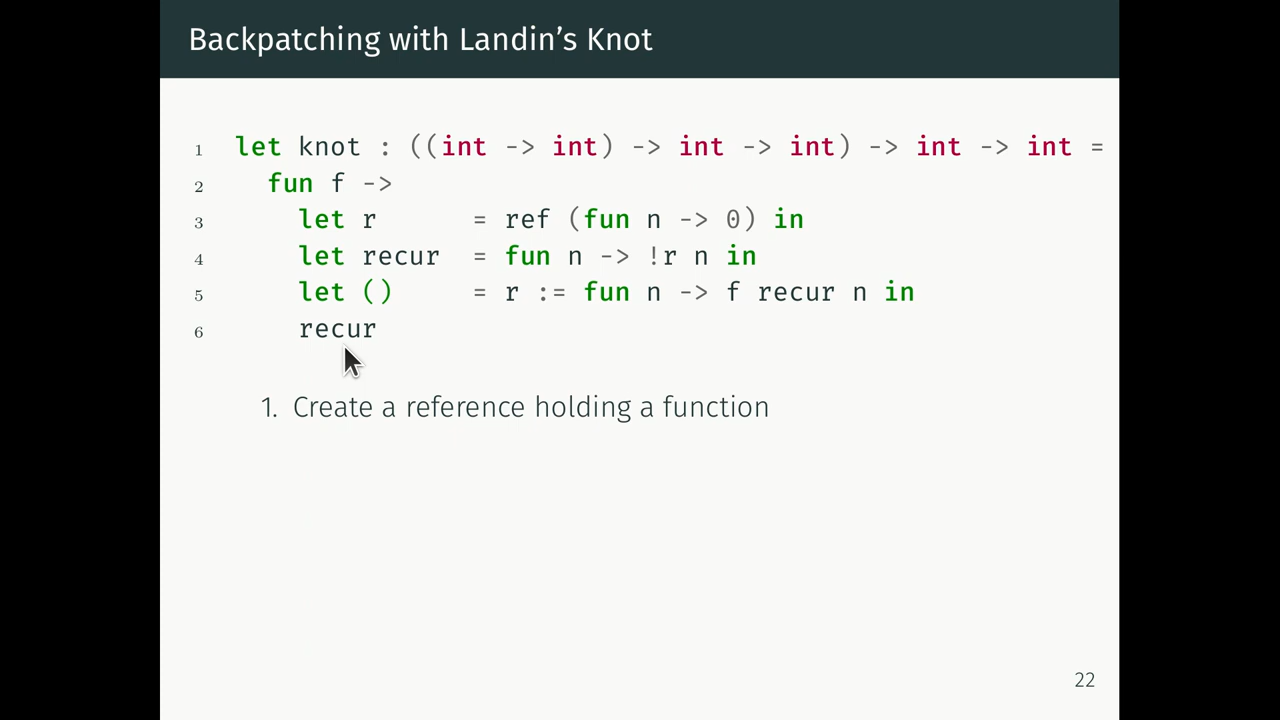 Backpatching with Landin's Knot
1 let knot : ((int -> int) -> int -> int) -> int -> int =
2 fun f ->
3 let r = ref (fun n -> 0) in
4 let recur = fun n -> !r n in
5 let () = r := fun n -> f recur n in
6 recur
1. Create a reference holding a function
22